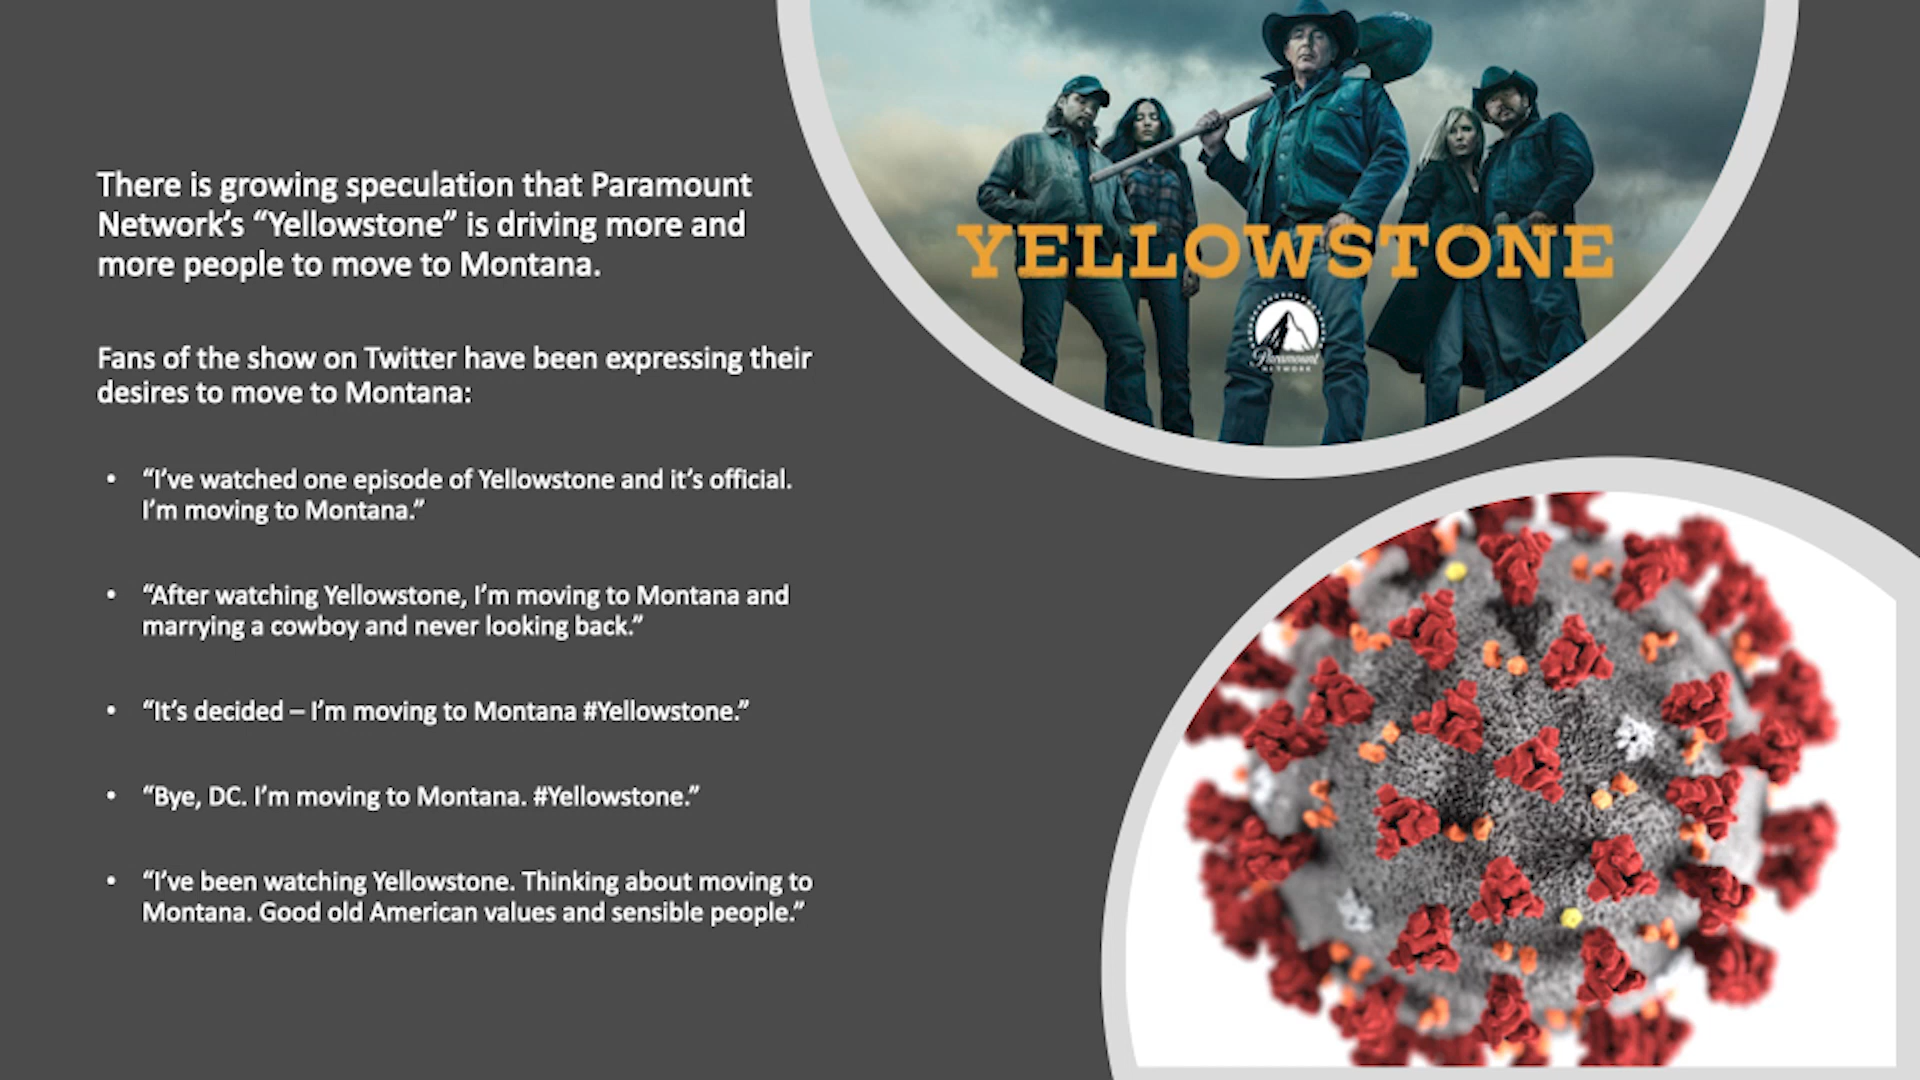 There is growing speculation that Paramount
Network’s “Yellowstone” is driving more and
more people to move to Montana.
Fans of the show on Twitter have been expressing their
desires to move to Montana:
• “I’ve watched one episode of Yellowstone and it’s official.
I’m moving to Montana.”
• “After watching Yellowstone, I’m moving to Montana and
marrying a cowboy and never looking back.”
• “It’s decided – I’m moving to Montana #Yellowstone.”
• “Bye, DC. I’m moving to Montana. #Yellowstone.”
• “I’ve been watching Yellowstone. Thinking about moving to
Montana. Good old American values and sensible people.”
YELLOWSTONE
Paramount
NETWORK